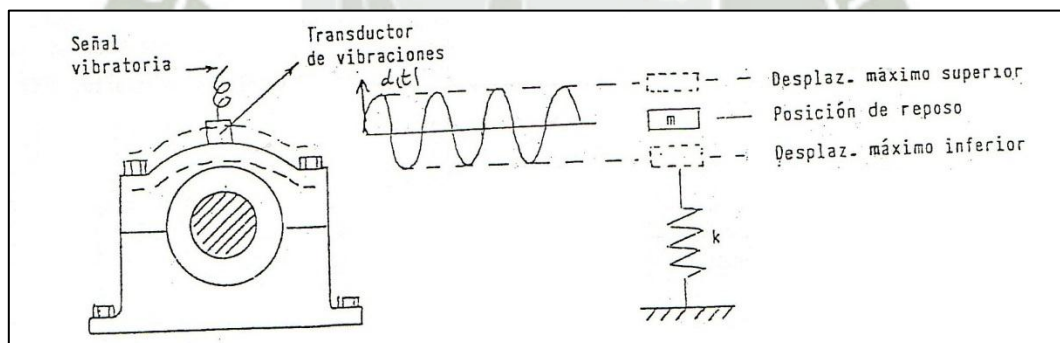 Señal
vibratoria
Transductor
de vibraciones
d(t)
m
Desplaz. máximo superior
Posición de reposo
Desplaz. máximo inferior
k